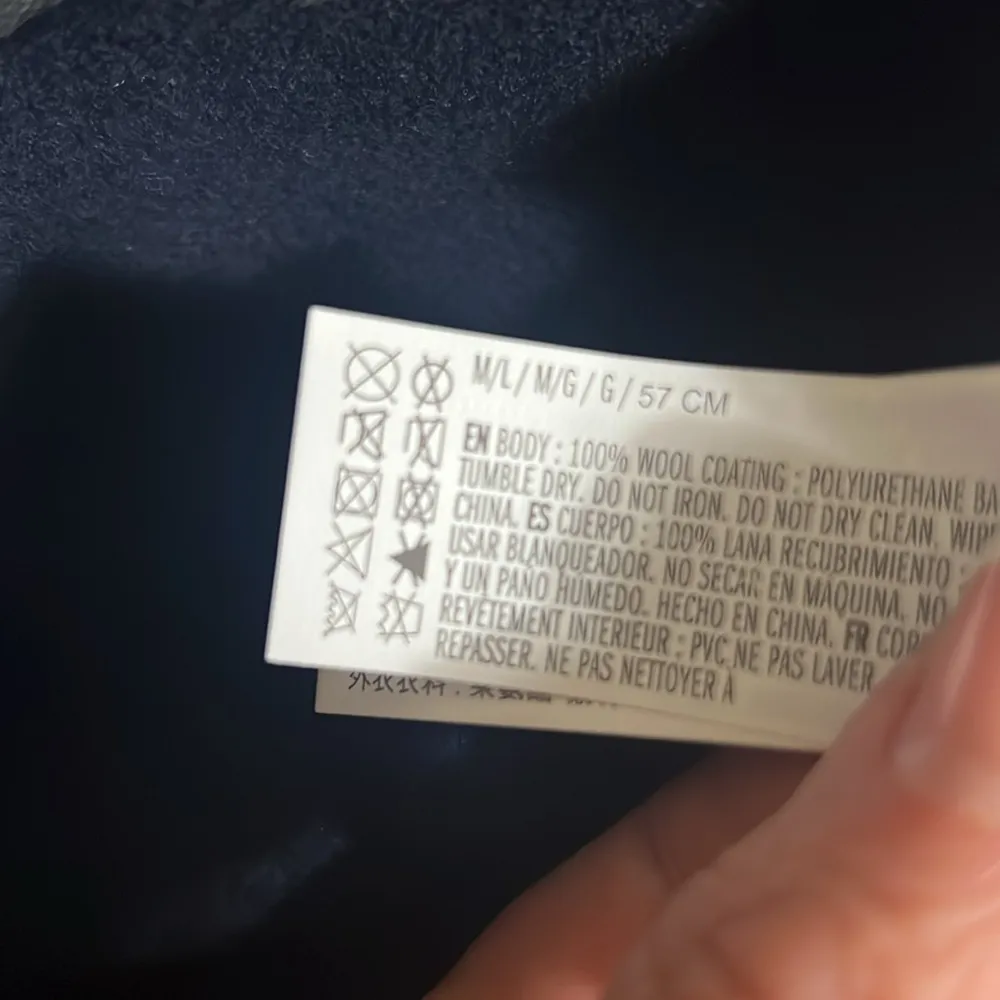 M/L / M/G / G / 57 CM
EN BODY : 100% WOOL COATING : POLYURETHANE BA
TUMBLE DRY. DO NOT IRON. DO NOT DRY CLEAN. WIP
CHINA. ES CUERPO : 100% LANA RECUBRIMIENTO :
USAR BLANQUEADOR. NO SECAR EN MAQUINA. NO
Y UN PAÑO HUMEDO. HECHO EN CHINA. FR COR
REVETEMENT INTERIEUR : PVC NE PAS LAVER
REPASSER. NE PAS NETTOYER A